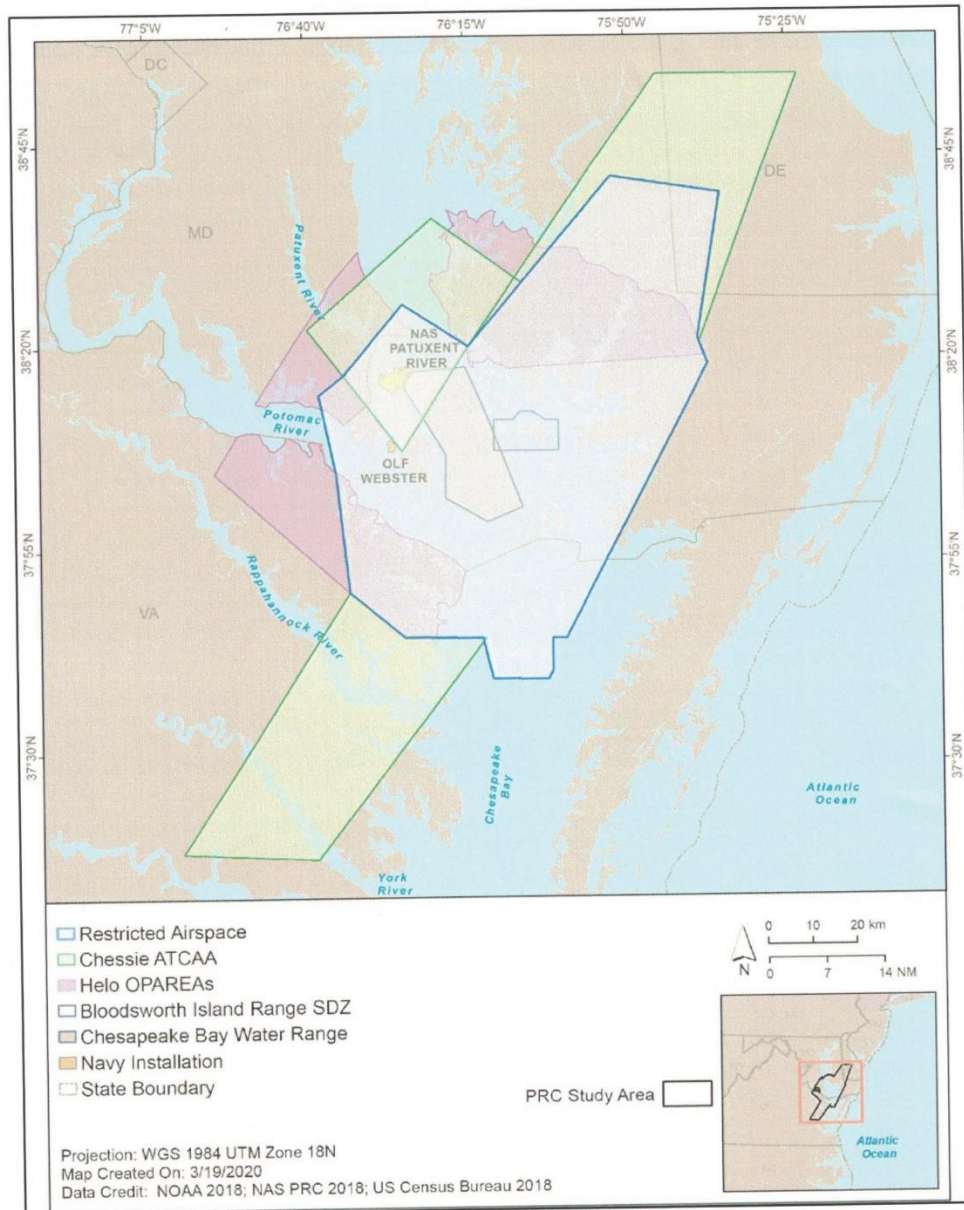 77°5'W
76°40'W
76°15'W
75°50'W
75°25'W
DC
38°45'N
38°45'N
DE
MD
Patuxent River
NAS
PATUXENT
RIVER
38°20'N
38°20'N
Potomac
River
OLF
WEBSTER
37°55'N
37°55'N
VA
Rappahannock River
37°30'N
37°30'N
Chesapeake
Bay
Atlantic
Ocean
York
River
Restricted Airspace
Chessie ATCAA
Helo OPAREAs
Bloodsworth Island Range SDZ
Chesapeake Bay Water Range
Navy Installation
State Boundary
0 10 20 km
N
0 7 14 NM
PRC Study Area
Atlantic
Ocean
Projection: WGS 1984 UTM Zone 18N
Map Created On: 3/19/2020
Data Credit: NOAA 2018; NAS PRC 2018; US Census Bureau 2018